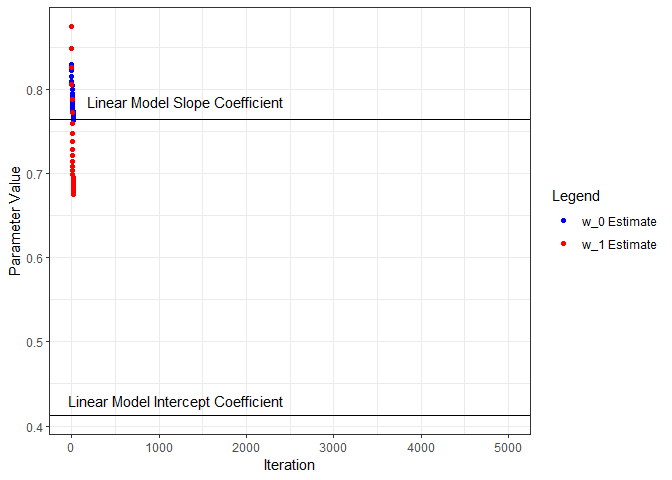 0.8
0.7
0.6
0.5
0.4
Parameter Value
Linear Model Slope Coefficient
Linear Model Intercept Coefficient
0 1000 2000 3000 4000 5000
Iteration
Legend
w_0 Estimate
w_1 Estimate